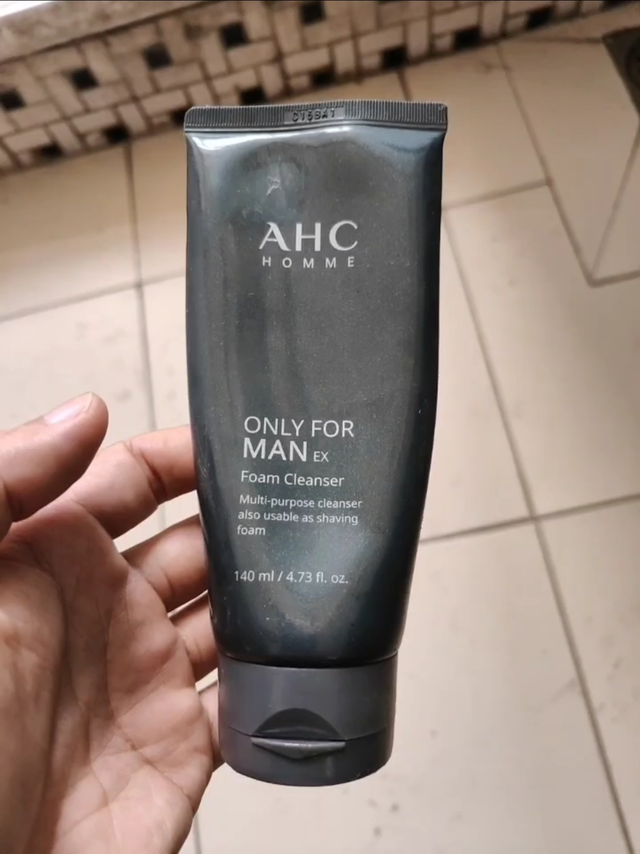 AHC
HOMME
ONLY FOR
MAN EX
Foam Cleanser
Multi-purpose cleanser
also usable as shaving
foam
140 ml / 4.73 fl. oz.